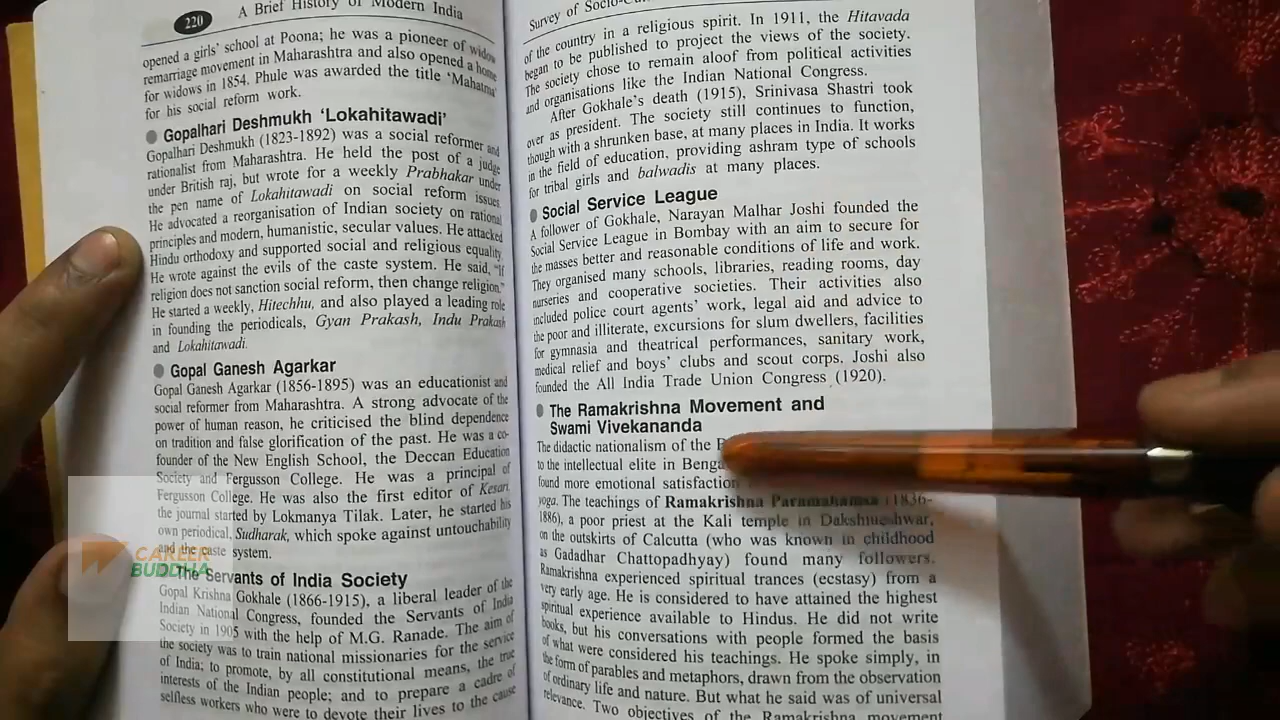 220
A Brief History of Modern India
opened a girls' school at Poona; he was a pioneer of widow
remarriage movement in Maharashtra and also opened a home
for widows in 1854. Phule was awarded the title 'Mahatma'
for his social reform work.
Gopalhari Deshmukh 'Lokahitawadi'
Gopalhari Deshmukh (1823-1892) was a social reformer and
rationalist from Maharashtra. He held the post of a judge
under British raj, but wrote for a weekly Prabhakar under
the pen name of Lokahitawadi on social reform issues.
He advocated a reorganisation of Indian society on rational
principles and modern, humanistic, secular values. He attacked
Hindu orthodoxy and supported social and religious equality.
He wrote against the evils of the caste system. He said, "If
religion does not sanction social reform, then change religion."
He started a weekly, Hitechhu, and also played a leading role
in founding the periodicals, Gyan Prakash, Indu Prakash
and Lokahitawadi.
Gopal Ganesh Agarkar
Gopal Ganesh Agarkar (1856-1895) was an educationist and
social reformer from Maharashtra. A strong advocate of the
power of human reason, he criticised the blind dependence
on tradition and false glorification of the past. He was a co-
founder of the New English School, the Deccan Education
Society and Fergusson College. He was a principal of
Fergusson College. He was also the first editor of Kesari,
the journal started by Lokmanya Tilak. Later, he started his
own periodical, Sudharak, which spoke against untouchability
and the caste system.
The Servants of India Society
Gopal Krishna Gokhale (1866-1915), a liberal leader of the
Indian National Congress, founded the Servants of India
Society in 1905 with the help of M.G. Ranade. The aim of
the society was to train national missionaries for the service
of India; to promote, by all constitutional means, the true
interests of the Indian people; and to prepare a cadre of
selfless workers who were to devote their lives to the cause
CAREER
BUDDHA
Survey of
of the country in a religious spirit. In 1911, the Hitavada
began to be published to project the views of the society.
The society chose to remain aloof from political activities
and organisations like the Indian National Congress.
After Gokhale's death (1915), Srinivasa Shastri took
over as president. The society still continues to function,
though with a shrunken base, at many places in India. It works
in the field of education, providing ashram type of schools
for tribal girls and balwadis at many places.
Social Service League
A follower of Gokhale, Narayan Malhar Joshi founded the
Social Service League in Bombay with an aim to secure for
the masses better and reasonable conditions of life and work.
They organised many schools, libraries, reading rooms, day
nurseries and cooperative societies. Their activities also
included police court agents' work, legal aid and advice to
the poor and illiterate, excursions for slum dwellers, facilities
for gymnasia and theatrical performances, sanitary work,
medical relief and boys' clubs and scout corps. Joshi also
founded the All India Trade Union Congress (1920).
The Ramakrishna Movement and
Swami Vivekananda
The didactic nationalism of the
to the intellectual elite in
found more emotional satisfaction
yoga. The teachings of Ramakrishna Paramahamsa (1836-
1886), a poor priest at the Kali temple in Dakshineshwar,
on the outskirts of Calcutta (who was known in childhood
as Gadadhar Chattopadhyay) found many followers.
Ramakrishna experienced spiritual trances (ecstasy) from a
very early age. He is considered to have attained the highest
spiritual experience available to Hindus. He did not write
books, but his conversations with people formed the basis
of what were considered his teachings. He spoke simply, in
the form of parables and metaphors, drawn from the observation
of ordinary life and nature. But what he said was of universal
relevance. Two objectives of the Ramakrishna movement